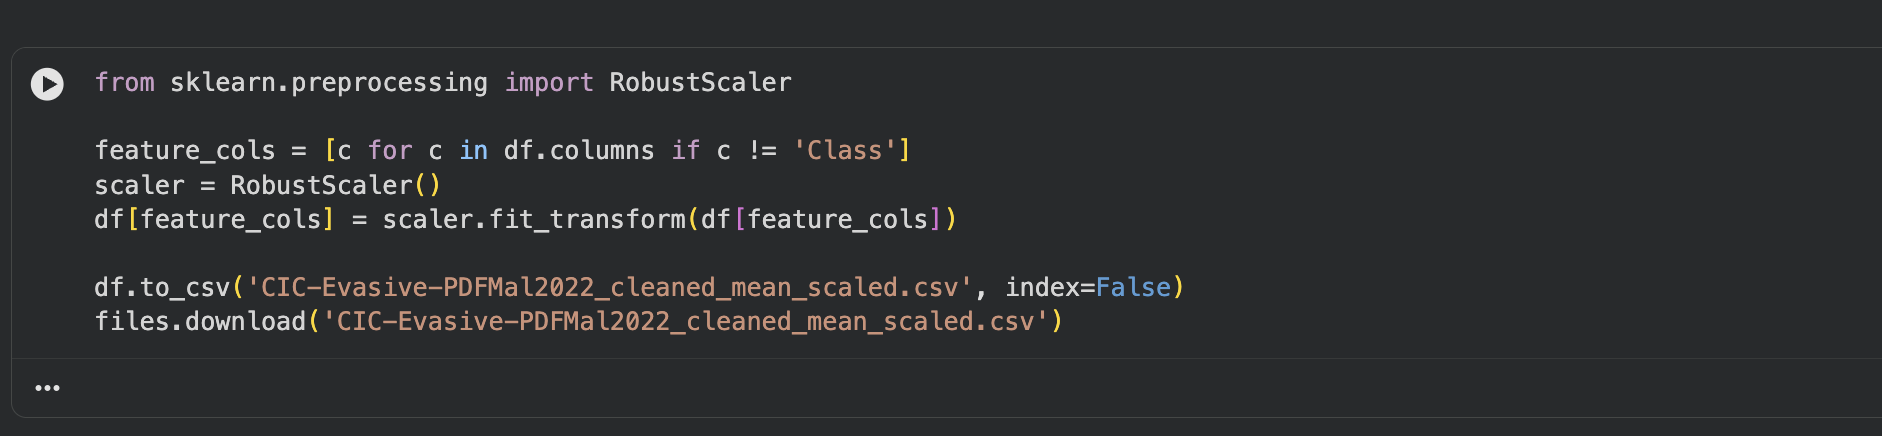 from sklearn.preprocessing import RobustScaler
feature_cols = [c for c in df.columns if c != 'Class']
scaler = RobustScaler()
df[feature_cols] = scaler.fit_transform(df[feature_cols])
df.to_csv('CIC-Evasive-PDFMal2022_cleaned_mean_scaled.csv', index=False)
files.download('CIC-Evasive-PDFMal2022_cleaned_mean_scaled.csv')